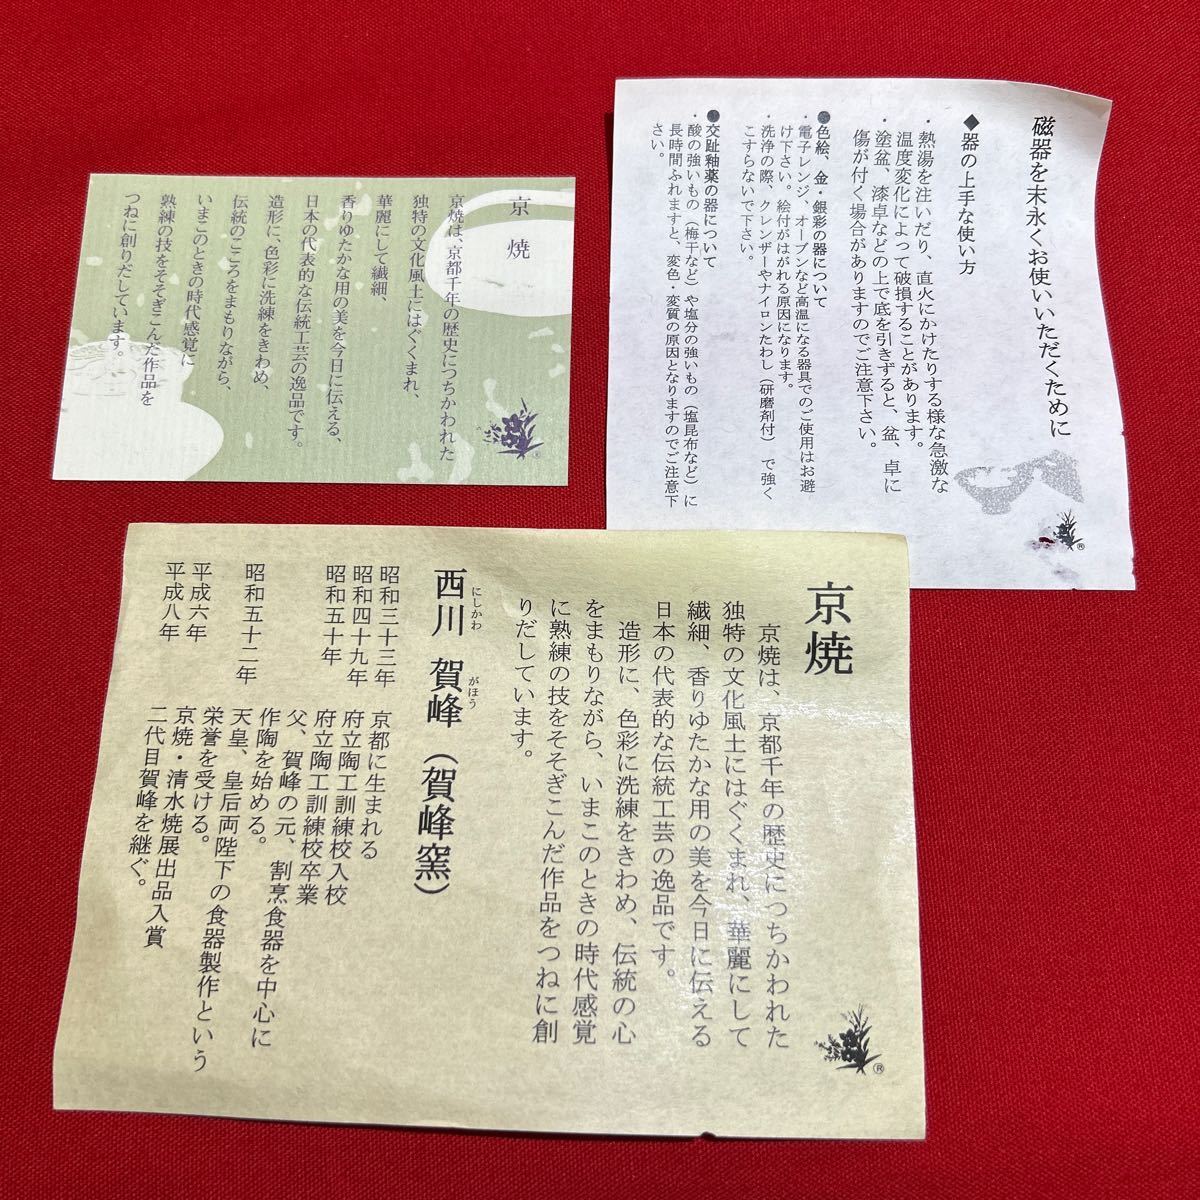 京焼
京焼は、京都千年の歴史につちかわれた
独特の文化風土にはぐくまれ、
華麗にして繊細、
香りゆたかな用の美を今日に伝える、
日本の代表的な伝統工芸の逸品です。
造形に、色彩に洗練をきわめ、
伝統のこころをまもりながら、
いまこのときの時代感覚に
熟練の技をそそぎこんだ作品を
つねに創りだしています。
®
磁器を末永くお使いいただくために
◆器の上手な使い方
・熱湯を注いだり、直火にかけたりする様な急激な
温度変化によって破損することがあります。
・塗盆、漆卓などの上で底を引きずると、盆、卓に
傷が付く場合がありますのでご注意下さい。
●色絵、金・銀彩の器について
・電子レンジ、オーブンなど高温になる器具でのご使用はお避
け下さい。絵付がはがれる原因になります。
・洗浄の際、クレンザーやナイロンたわし（研磨剤付）で強く
こすらないで下さい。
●交趾釉薬の器について
・酸の強いもの（梅干など）や塩分の強いもの（塩昆布など）に
長時間ふれますと、変色・変質の原因となりますのでご注意下
さい。
®
京焼
京焼は、京都千年の歴史につちかわれた
独特の文化風土にはぐくまれ、華麗にして
繊細、香りゆたかな用の美を今日に伝える
日本の代表的な伝統工芸の逸品です。
造形に、色彩に洗練をきわめ、伝統の心
をまもりながら、いまこのときの時代感覚
に熟練の技をそそぎこんだ作品をつねに創
りだしています。
西川 賀峰（賀峰窯）
にしかわ がほう
昭和三十三年 京都に生まれる
昭和四十九年 府立陶工訓練校入校
昭和五十年 府立陶工訓練校卒業
父、賀峰の元、割烹食器を中心に
作陶を始める。
昭和五十二年 天皇、皇后両陛下の食器製作という
栄誉を受ける。
平成六年 京焼・清水焼展出品入賞
平成八年 二代目賀峰を継ぐ。
®